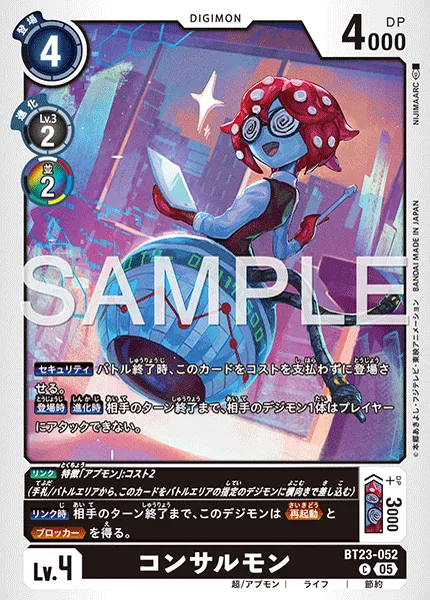 DIGIMON
登場
4
DP
4000
進化
Lv.3
2
並
2
NIJIMAARC
SAMPLE
©本郷あきよし・フジテレビ・東映アニメーション BANDAI MADE IN JAPAN
セキュリティ バトル終了時、このカードをコストを支払わずに登場さ
せる。
登場時 進化時 相手のターン終了まで、相手のデジモン1体はプレイヤー
にアタックできない。
リンク 特徴「アプモン」:コスト2
(手札/バトルエリアから、このカードをバトルエリアの指定のデジモンに横向きで差し込む)
リンク時 相手のターン終了まで、このデジモンは 再起動 と
ブロッカー を得る。
DP
+3000
Lv.4
コンサルモン
BT23-052
C 05
超/アプモン ライフ 節約